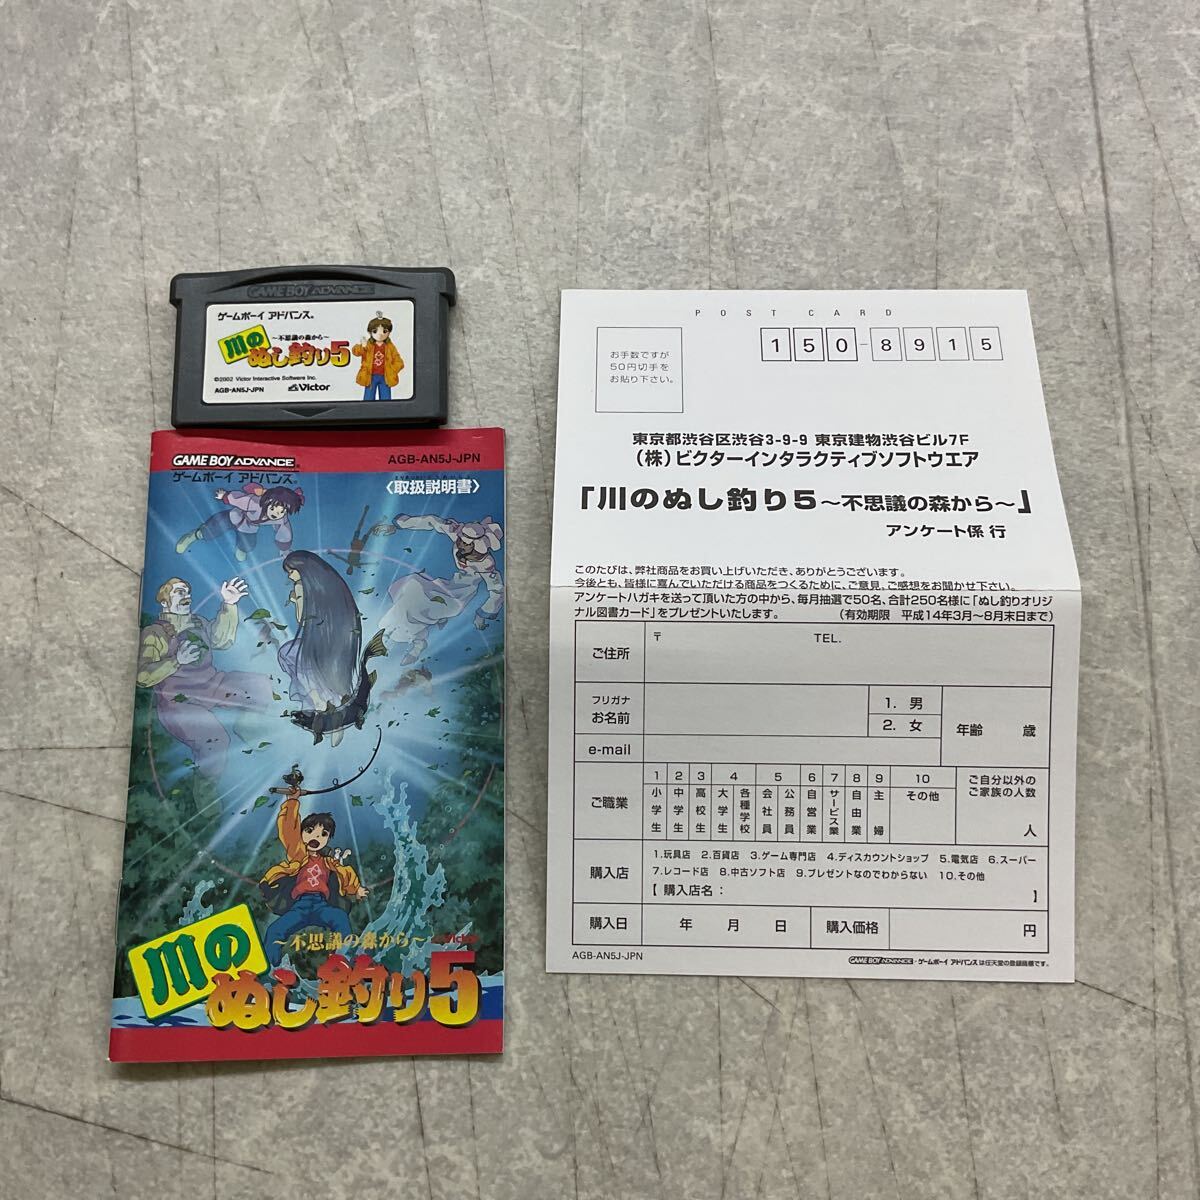 GAME BOY ADVANCE
ゲームボーイ アドバンス®
〜不思議の森から〜
川の
ぬし釣り5
©2002 Victor Interactive Software Inc.
AGB-AN5J-JPN
Victor
GAME BOY ADVANCE
AGB-AN5J-JPN
ゲームボーイ アドバンス®
〈取扱説明書〉
〜不思議の森から〜
Victor
川の
ぬし釣り5
POST CARD
お手数ですが
50円切手を
お貼り下さい。
150-8915
東京都渋谷区渋谷3-9-9 東京建物渋谷ビル7F
(株)ビクターインタラクティブソフトウエア
「川のぬし釣り5〜不思議の森から〜」
アンケート係 行
このたびは、弊社商品をお買い上げいただき、ありがとうございます。
今後とも、皆様に喜んでいただける商品をつくるために、ご意見、ご感想をお聞かせ下さい。
アンケートハガキを送って頂いた方の中から、毎月抽選で50名、合計250名様に「ぬし釣りオリジ
ナル図書カード」をプレゼントいたします。 (有効期限 平成14年3月〜8月末日まで)
ご住所 〒 TEL.
フリガナ
お名前
1. 男
2. 女
年齢 歳
e-mail
ご職業
1 小学生
2 中学生
3 高校生
4 大学生 各種学校
5 会社員 公務員
6 自営業
7 サービス業
8 自由業
9 主婦
10 その他
ご自分以外の
ご家族の人数
人
購入店
1.玩具店 2.百貨店 3.ゲーム専門店 4.ディスカウントショップ 5.電気店 6.スーパー
7.レコード店 8.中古ソフト店 9.プレゼントなのでわからない 10.その他
【 購入店名: 】
購入日 年 月 日 購入価格 円
AGB-AN5J-JPN
GAME BOY ADVANCE・ゲームボーイ アドバンスは任天堂の登録商標です。